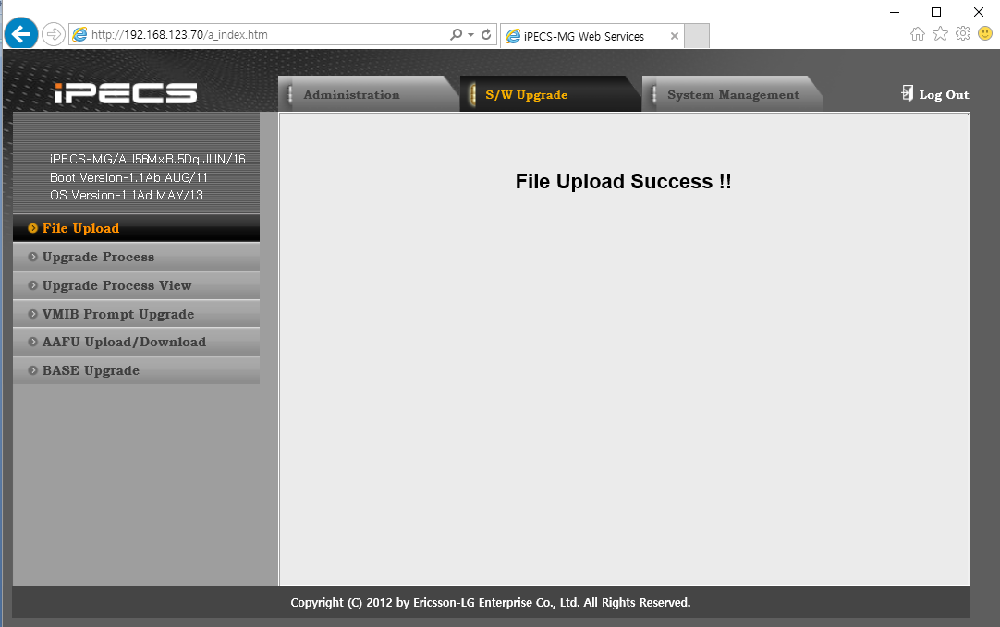 http://192.168.123.70/a_index.htm
iPECS-MG Web Services
iPECS
Administration
S/W Upgrade
System Management
Log Out
iPECS-MG/AU56MxB.5Dq JUN/16
Boot Version-1.1Ab AUG/11
OS Version-1.1Ad MAY/13
File Upload
Upgrade Process
Upgrade Process View
VMIB Prompt Upgrade
AAFU Upload/Download
BASE Upgrade
File Upload Success !!
Copyright (C) 2012 by Ericsson-LG Enterprise Co., Ltd. All Rights Reserved.